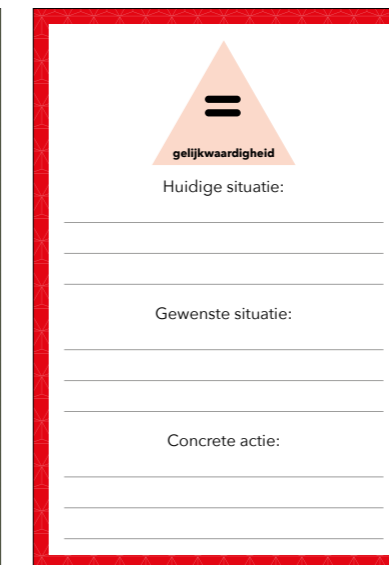 =
gelijkwaardigheid
Huidige situatie:
Gewenste situatie:
Concrete actie: